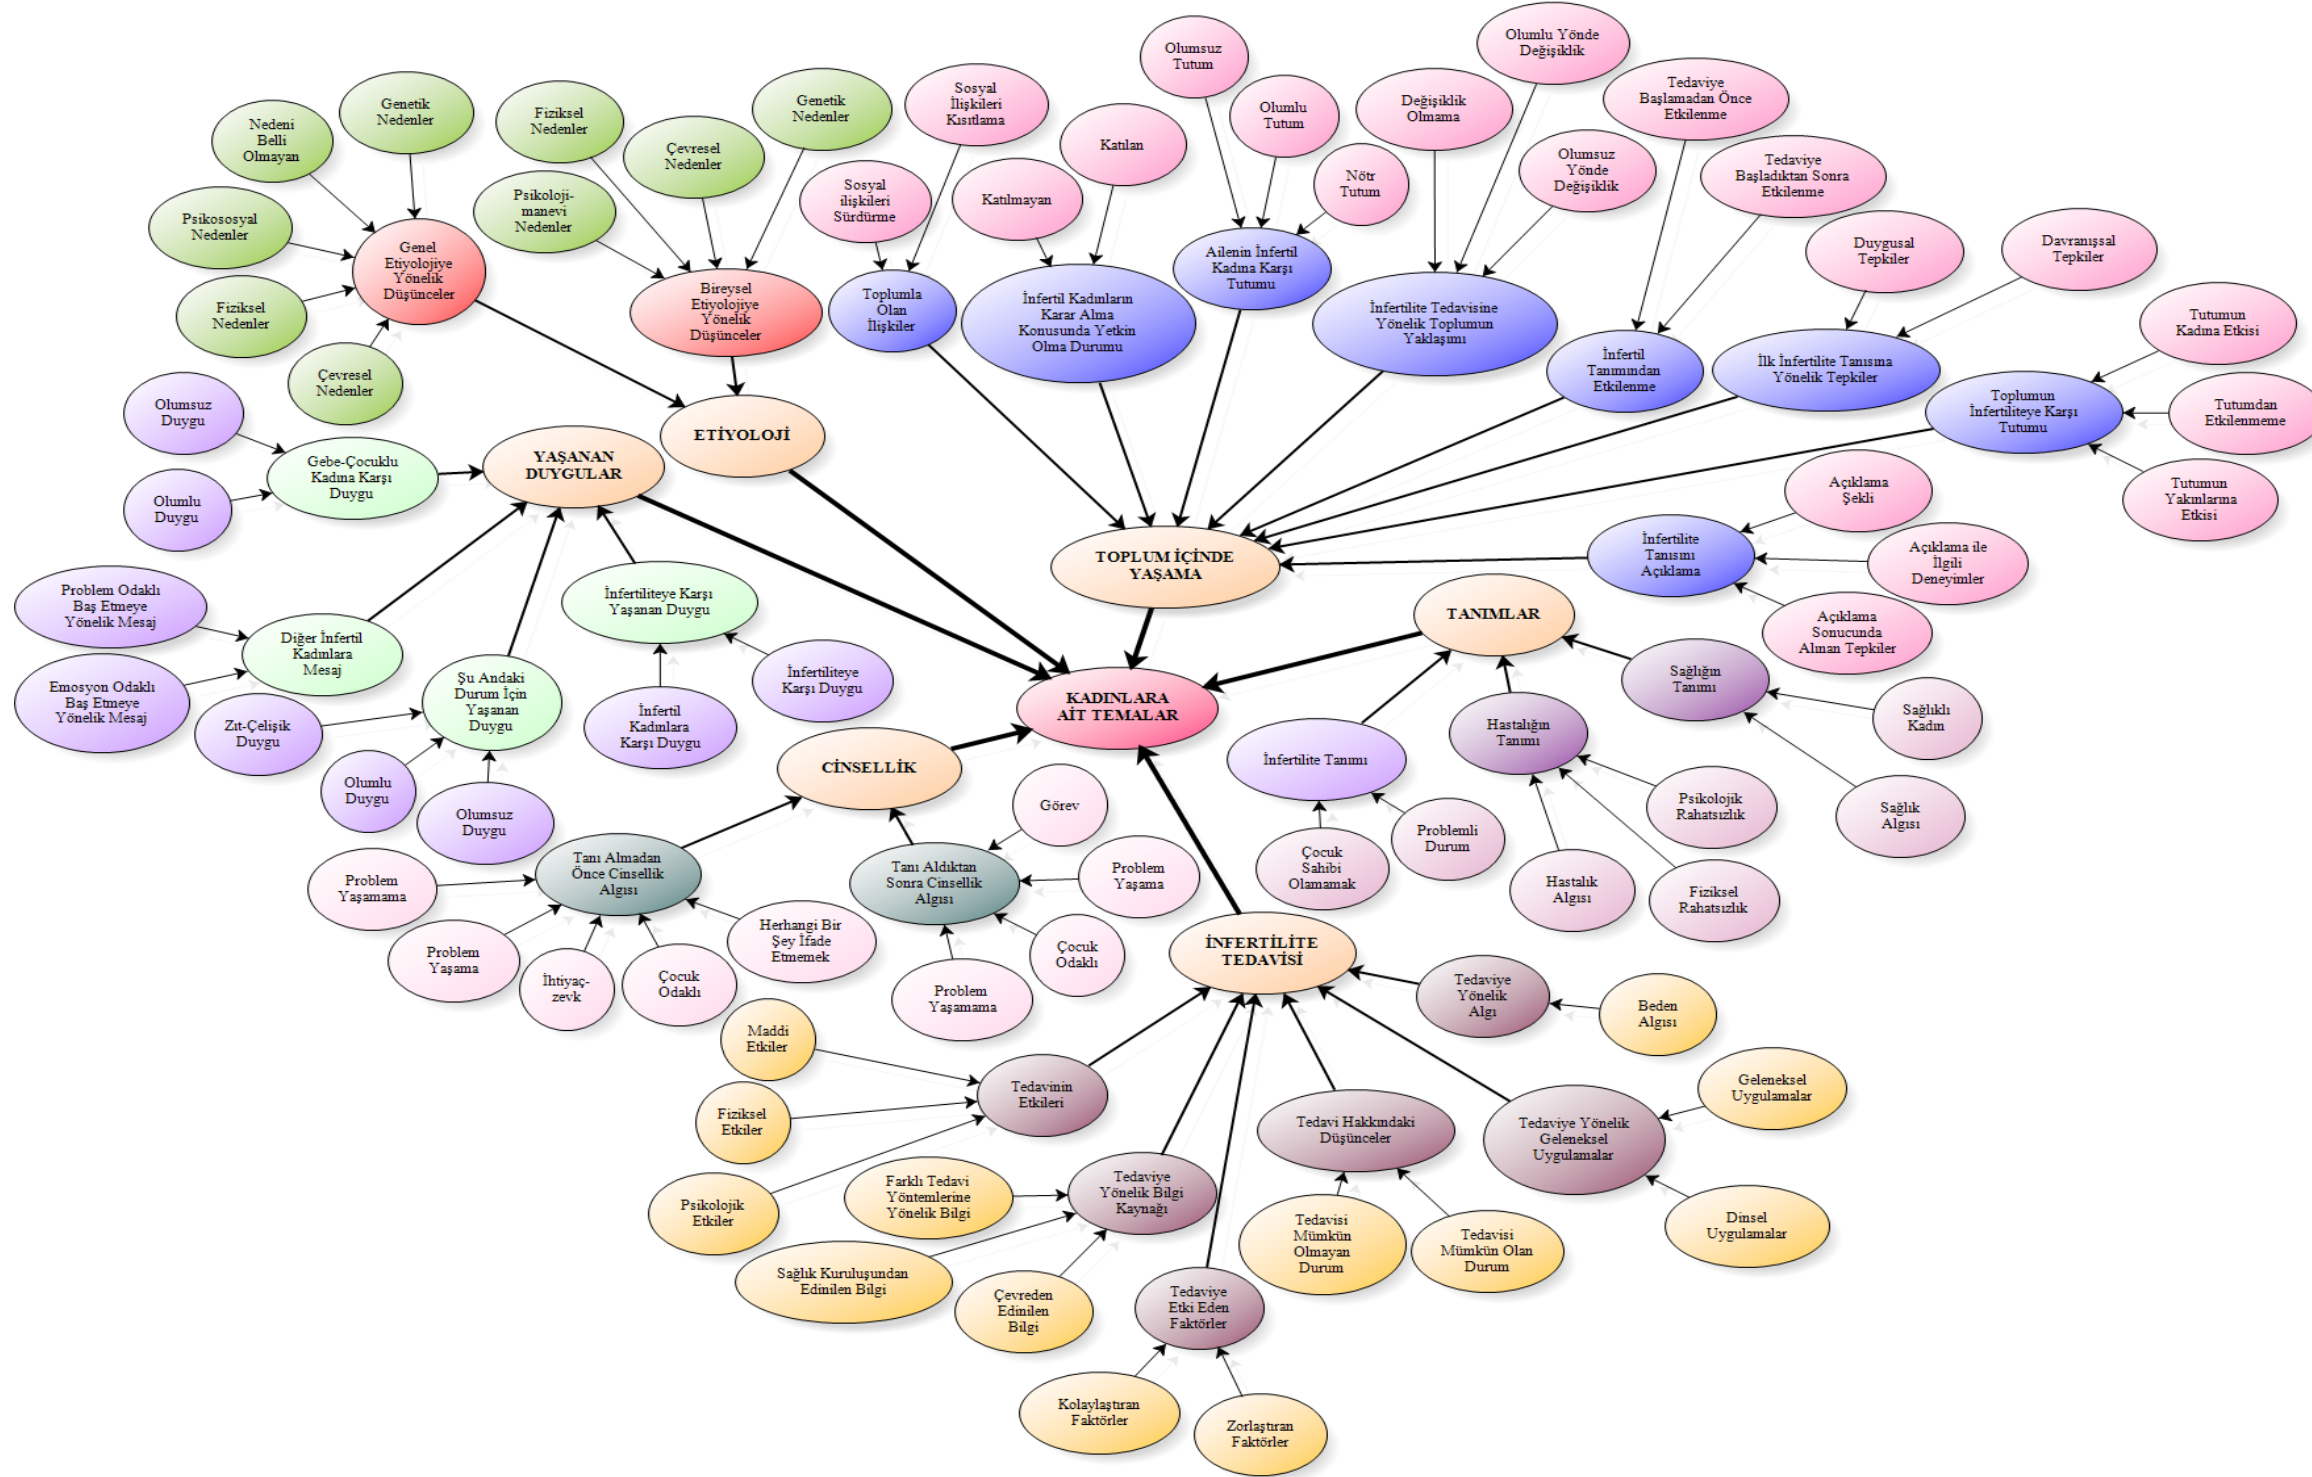 Olumsuz
Tutum
Olumlu Yönde
Değişiklik
Genetik
Nedenler
Fiziksel
Nedenler
Genetik
Nedenler
Sosyal
İlişkileri
Kısıtlama
Olumlu
Tutum
Değişiklik
Olmama
Tedaviye
Başlamadan Önce
Etkilenme
Nedeni
Belli
Olmayan
Çevresel
Nedenler
Katılan
Nötr
Tutum
Olumsuz
Yönde
Değişiklik
Tedaviye
Başladıktan Sonra
Etkilenme
Psikososyal
Nedenler
Psikoloji-
manevi
Nedenler
Sosyal
ilişkileri
Sürdürme
Katılmayan
Duygusal
Tepkiler
Davranışsal
Tepkiler
Genel
Etiyolojiye
Yönelik
Düşünceler
Bireysel
Etiyolojiye
Yönelik
Düşünceler
Toplumla
Olan
İlişkiler
İnfertil Kadınların
Karar Alma
Konusunda Yetkin
Olma Durumu
Ailenin İnfertil
Kadına Karşı
Tutumu
İnfertilite Tedavisine
Yönelik Toplumun
Yaklaşımı
İnfertil
Tanımından
Etkilenme
İlk İnfertilite Tanısına
Yönelik Tepkiler
Tutumun
Kadına Etkisi
Fiziksel
Nedenler
Çevresel
Nedenler
Toplumun
İnfertiliteye Karşı
Tutumu
Tutumdan
Etkilenmeme
Tutumun
Yakınlarına
Etkisi
Olumsuz
Duygu
Olumlu
Duygu
Gebe-Çocuklu
Kadına Karşı
Duygu
YAŞANAN
DUYGULAR
ETİYOLOJİ
Açıklama
Şekli
TOPLUM İÇİNDE
YAŞAMA
İnfertilite
Tanısını
Açıklama
Açıklama ile
İlgili
Deneyimler
Açıklama
Sonucunda
Alınan Tepkiler
Problem Odaklı
Baş Etmeye
Yönelik Mesaj
Emosyon Odaklı
Baş Etmeye
Yönelik Mesaj
Diğer İnfertil
Kadınlara
Mesaj
İnfertiliteye Karşı
Yaşanan Duygu
TANIMLAR
Sağlığın
Tanımı
Sağlıklı
Kadın
Şu Andaki
Durum İçin
Yaşanan
Duygu
İnfertiliteye
Karşı Duygu
İnfertil
Kadınlara
Karşı Duygu
KADINLARA
AİT TEMALAR
Zıt-Çelişik
Duygu
Hastalığın
Tanımı
İnfertilite Tanımı
Olumlu
Duygu
Olumsuz
Duygu
CİNSELLİK
Görev
Psikolojik
Rahatsızlık
Sağlık
Algısı
Problemli
Durum
Çocuk
Sahibi
Olamamak
Hastalık
Algısı
Fiziksel
Rahatsızlık
Tanı Almadan
Önce Cinsellik
Algısı
Tanı Aldıktan
Sonra Cinsellik
Algısı
Problem
Yaşama
Problem
Yaşamama
Problem
Yaşama
İhtiyaç-
zevk
Çocuk
Odaklı
Herhangi Bir
Şey İfade
Etmemek
Problem
Yaşamama
Çocuk
Odaklı
İNFERTİLİTE
TEDAVİSİ
Tedaviye
Yönelik
Algı
Beden
Algısı
Maddi
Etkiler
Fiziksel
Etkiler
Psikolojik
Etkiler
Tedavinin
Etkileri
Tedavi Hakkındaki
Düşünceler
Tedaviye Yönelik
Geleneksel
Uygulamalar
Geleneksel
Uygulamalar
Dinsel
Uygulamalar
Farklı Tedavi
Yöntemlerine
Yönelik Bilgi
Tedaviye
Yönelik Bilgi
Kaynağı
Sağlık Kuruluşundan
Edinilen Bilgi
Çevreden
Edinilen
Bilgi
Tedavisi
Mümkün
Olmayan
Durum
Tedavisi
Mümkün Olan
Durum
Tedaviye
Etki Eden
Faktörler
Kolaylaştıran
Faktörler
Zorlaştıran
Faktörler